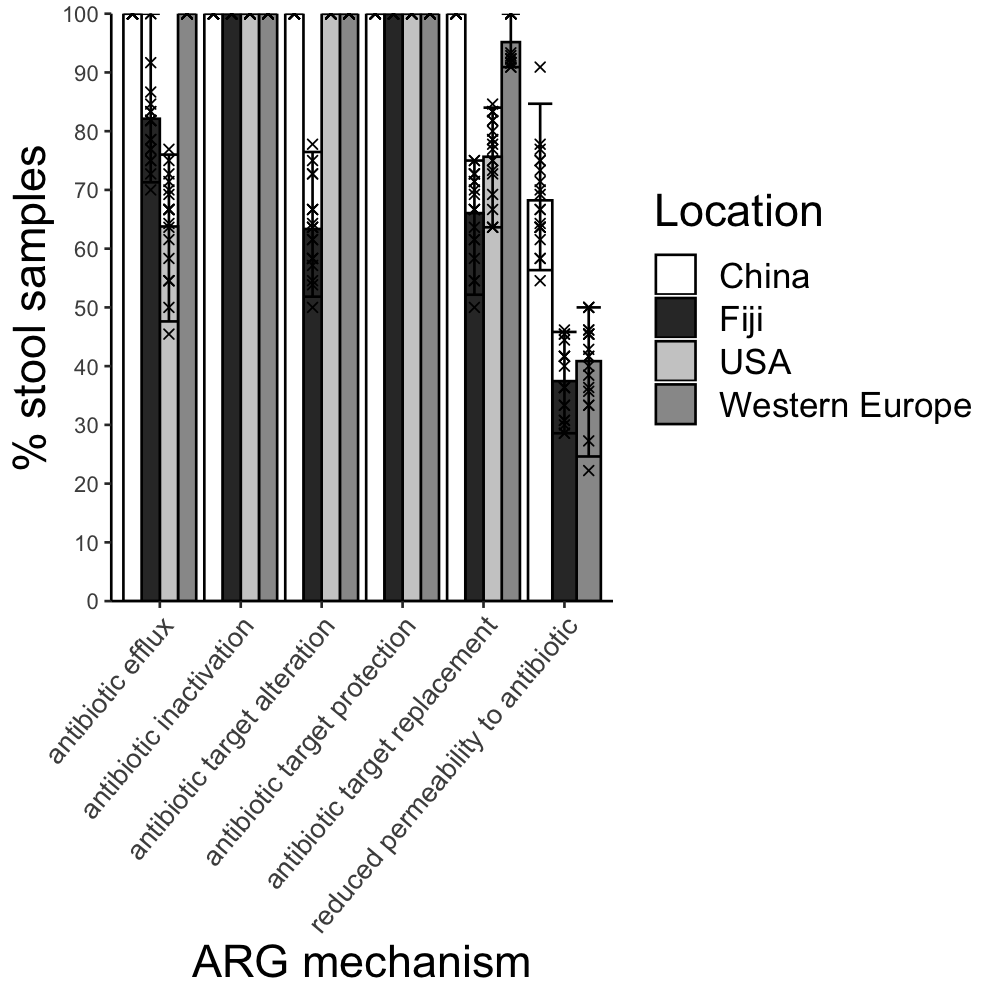 % stool samples
100
90
80
70
60
50
40
30
20
10
0
antibiotic efflux
antibiotic inactivation
antibiotic target alteration
antibiotic target protection
antibiotic target replacement
reduced permeability to antibiotic
ARG mechanism
Location
China
Fiji
USA
Western Europe